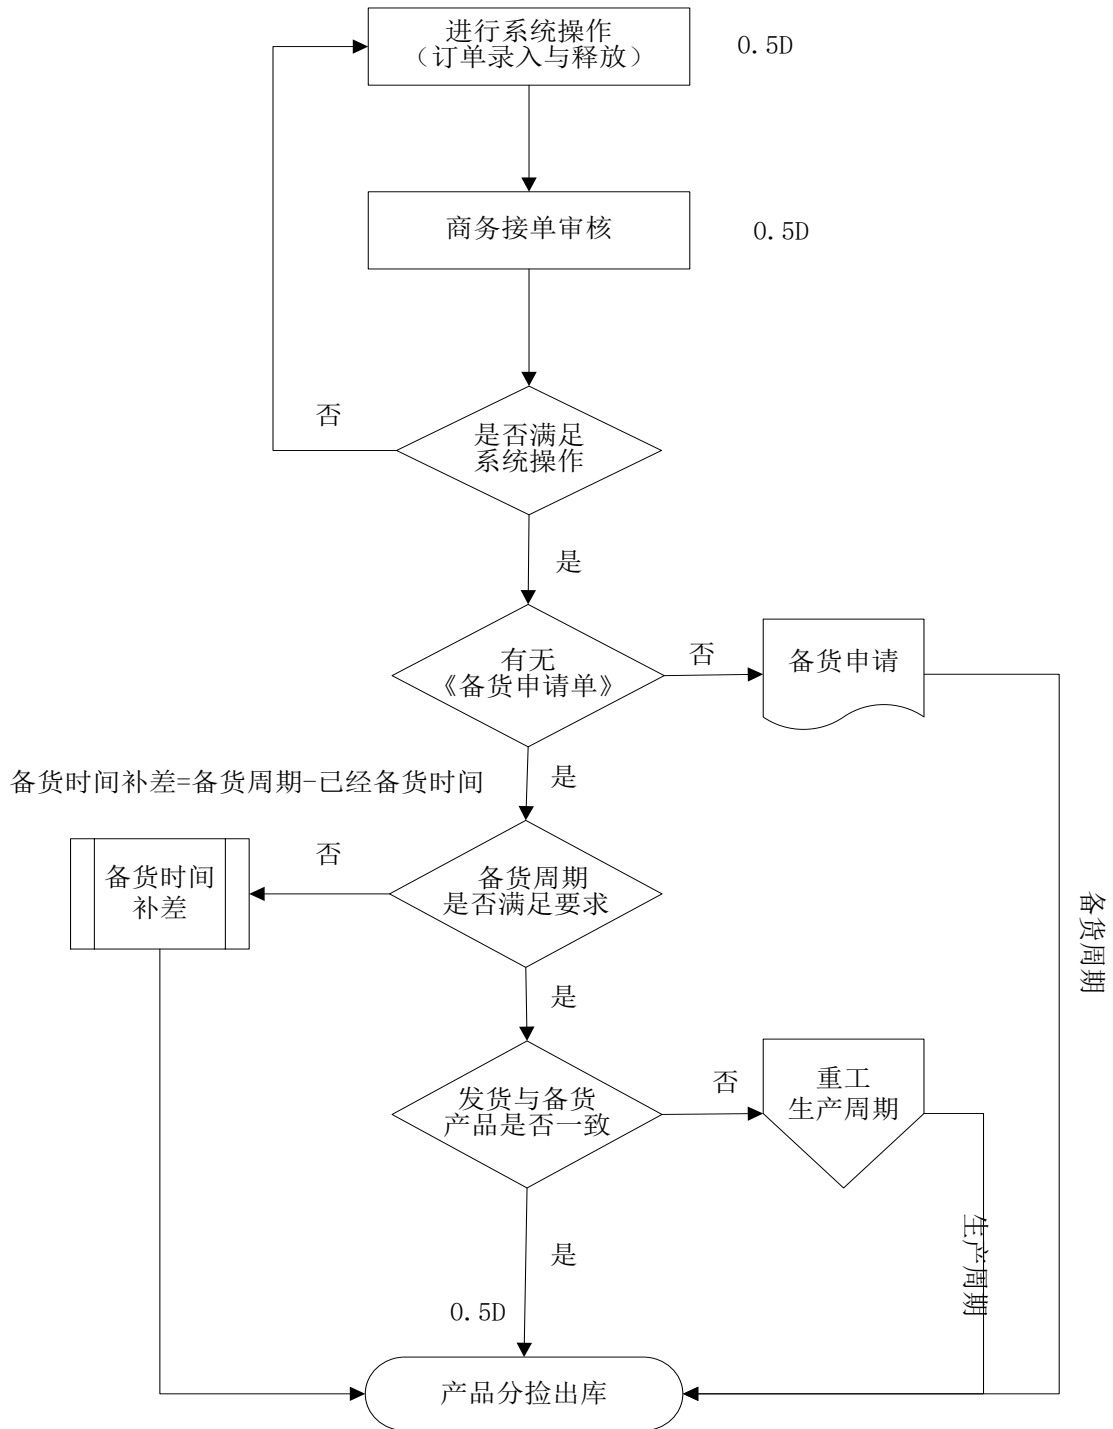 进行系统操作
（订单录入与释放）
0.5D
商务接单审核
0.5D
否
是否满足
系统操作
是
有无
《备货申请单》
否
备货申请
备货时间补差=备货周期-已经备货时间
是
否
备货时间
补差
备货周期
是否满足要求
备货周期
是
发货与备货
产品是否一致
否
重工
生产周期
生产周期
是
0.5D
产品分捡出库